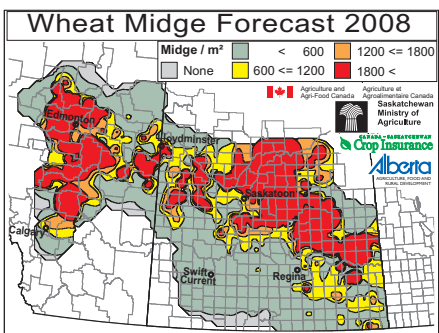 Wheat Midge Forecast 2008
Midge / m² < 600 1200 <= 1800
None 600 <= 1200 1800 <
Agriculture and Agriculture et
Agri-Food Canada Agroalimentaire Canada
Saskatchewan
Ministry of
Agriculture
CANADA - SASKATCHEWAN
Crop Insurance
Alberta
AGRICULTURE, FOOD AND
RURAL DEVELOPMENT
Edmonton
Lloydminster
Saskatoon
Calgary
Swift
Current
Regina